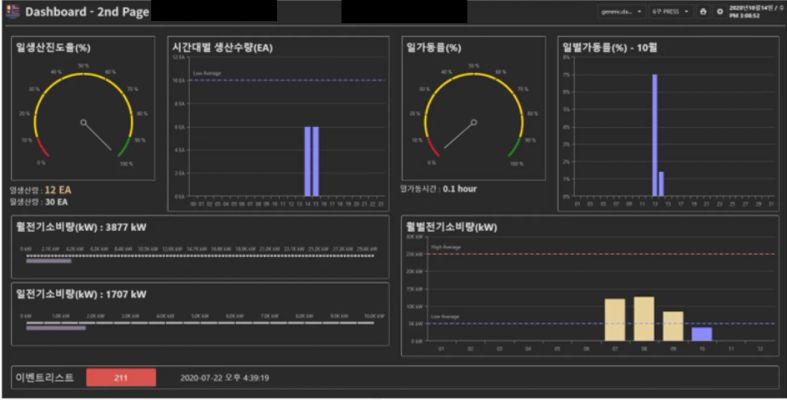 Dashboard - 2nd Page
generic.da...
6구 PRESS
2020년10월14일 / 수
PM 3:08:52
일생산진도율(%)
0 %
10 %
20 %
30 %
40 %
50 %
60 %
70 %
80 %
90 %
100 %
일생산량 : 12 EA
월생산량 : 30 EA
시간대별 생산수량(EA)
12 EA
10 EA
Low Average
8 EA
6 EA
4 EA
2 EA
0 EA
00 01 02 03 04 05 06 07 08 09 10 11 12 13 14 15 16 17 18 19 20 21 22 23
일가동률(%)
0 %
10 %
20 %
30 %
40 %
50 %
60 %
70 %
80 %
90 %
100 %
일가동시간 : 0.1 hour
일별가동률(%) - 10월
8%
7%
6%
5%
4%
3%
2%
1%
0%
01 03 05 07 09 11 13 15 17 19 21 23 25 27 29 31
월전기소비량(kW) : 3877 kW
0 kW 2.1K kW 4.2K kW 6.3K kW 8.4K kW 10.5K kW 12.6K kW 14.7K kW 16.8K kW 18.9K kW 21.0K kW 23.1K kW 25.2K kW 27.3K kW 29.4K kW
일전기소비량(kW) : 1707 kW
0 kW 1.0K kW 2.0K kW 3.0K kW 4.0K kW 5.0K kW 6.0K kW 7.0K kW 8.0K kW 9.0K kW 10.0K kW
월별전기소비량(kW)
30K kW
High Average
25K kW
20K kW
15K kW
10K kW
Low Average
5K kW
0 kW
01 02 03 04 05 06 07 08 09 10 11 12
이벤트리스트
211
2020-07-22 오후 4:39:19